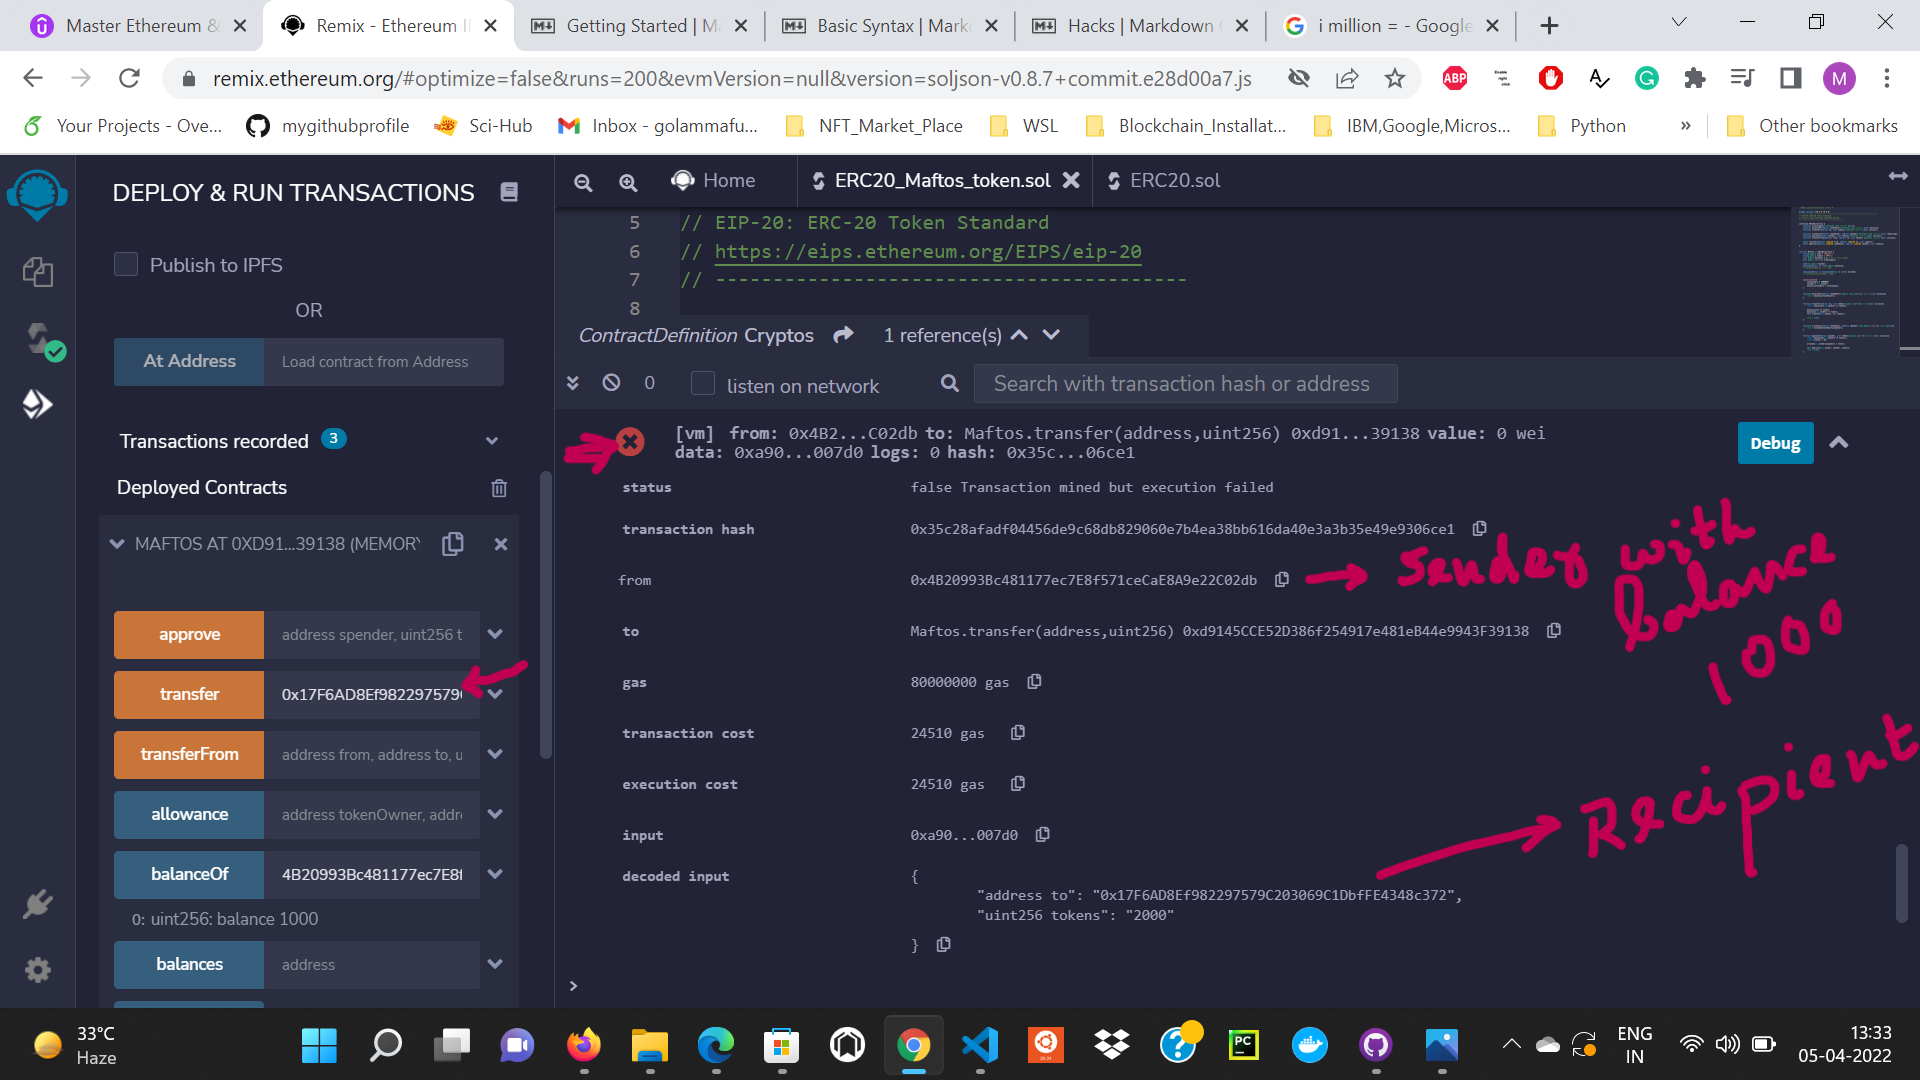 Master Ethereum &
Remix - Ethereum I
Getting Started | Ma
Basic Syntax | Mark
Hacks | Markdown
i million = - Google
remix.ethereum.org/#optimize=false&runs=200&evmVersion=null&version=soljson-v0.8.7+commit.e28d00a7.js
ABP
M
Your Projects - Ove...
mygithubprofile
Sci-Hub
Inbox - golammafu...
NFT_Market_Place
WSL
Blockchain_Installat...
IBM,Google,Micros...
Python
»
Other bookmarks
DEPLOY & RUN TRANSACTIONS
Publish to IPFS
OR
At Address
Load contract from Address
Transactions recorded 3
Deployed Contracts
MAFTOS AT 0XD91...39138 (MEMORY
approve
address spender, uint256 t
transfer
0x17F6AD8Ef982297579
transferFrom
address from, address to, u
allowance
address tokenOwner, addr
balanceOf
4B20993Bc481177ec7E8f
0: uint256: balance 1000
balances
address
Home
ERC20_Maftos_token.sol
ERC20.sol
5 // EIP-20: ERC-20 Token Standard
6 // https://eips.ethereum.org/EIPS/eip-20
7 // -----------------------------------------
8
ContractDefinition Cryptos
1 reference(s)
0
listen on network
Search with transaction hash or address
[vm] from: 0x4B2...C02db to: Maftos.transfer(address,uint256) 0xd91...39138 value: 0 wei
data: 0xa90...007d0 logs: 0 hash: 0x35c...06ce1
Debug
status false Transaction mined but execution failed
transaction hash 0x35c28afadf04456de9c68db829060e7b4ea38bb616da40e3a3b35e49e9306ce1
from 0x4B20993Bc481177ec7E8f571ceCaE8A9e22C02db
Sender with
balance
1000
to Maftos.transfer(address,uint256) 0xd9145CCE52D386f254917e481eB44e9943F39138
gas 80000000 gas
transaction cost 24510 gas
execution cost 24510 gas
Recipient
input 0xa90...007d0
decoded input {
"address to": "0x17F6AD8Ef982297579C203069C1DbfFE4348c372",
"uint256 tokens": "2000"
}
>
33°C
Haze
PC
ENG
IN
13:33
05-04-2022